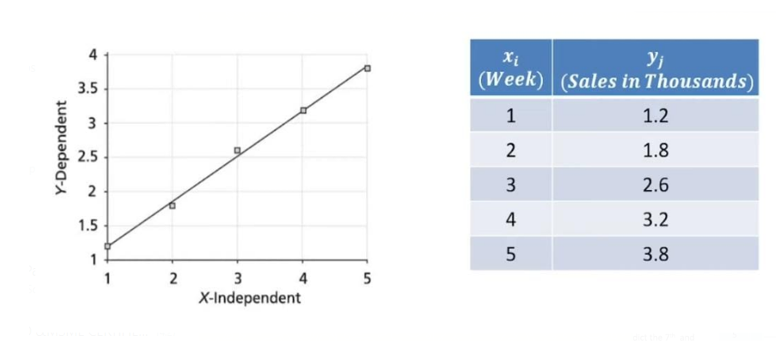 4
3.5
3
2.5
2
1.5
1
Y-Dependent
1 2 3 4 5
X-Independent
xᵢ yⱼ
(Week) (Sales in Thousands)
1 1.2
2 1.8
3 2.6
4 3.2
5 3.8